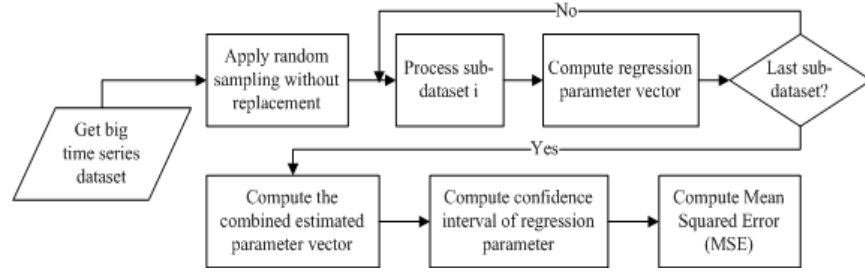 No
Apply random
sampling without
replacement
Process sub-
dataset i
Compute regression
parameter vector
Last sub-
dataset?
Get big
time series
dataset
Yes
Compute the
combined estimated
parameter vector
Compute confidence
interval of regression
parameter
Compute Mean
Squared Error
(MSE)